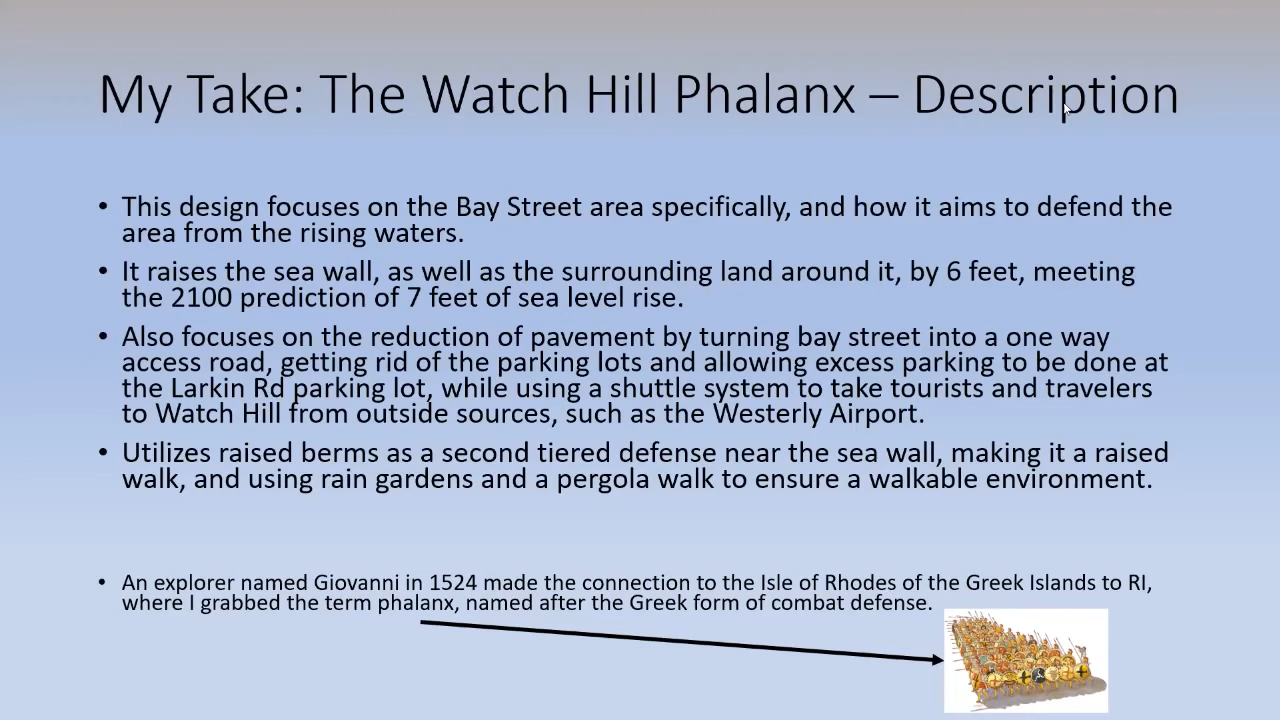 My Take: The Watch Hill Phalanx – Description
• This design focuses on the Bay Street area specifically, and how it aims to defend the
area from the rising waters.
• It raises the sea wall, as well as the surrounding land around it, by 6 feet, meeting
the 2100 prediction of 7 feet of sea level rise.
• Also focuses on the reduction of pavement by turning bay street into a one way
access road, getting rid of the parking lots and allowing excess parking to be done at
the Larkin Rd parking lot, while using a shuttle system to take tourists and travelers
to Watch Hill from outside sources, such as the Westerly Airport.
• Utilizes raised berms as a second tiered defense near the sea wall, making it a raised
walk, and using rain gardens and a pergola walk to ensure a walkable environment.
• An explorer named Giovanni in 1524 made the connection to the Isle of Rhodes of the Greek Islands to RI,
where I grabbed the term phalanx, named after the Greek form of combat defense.